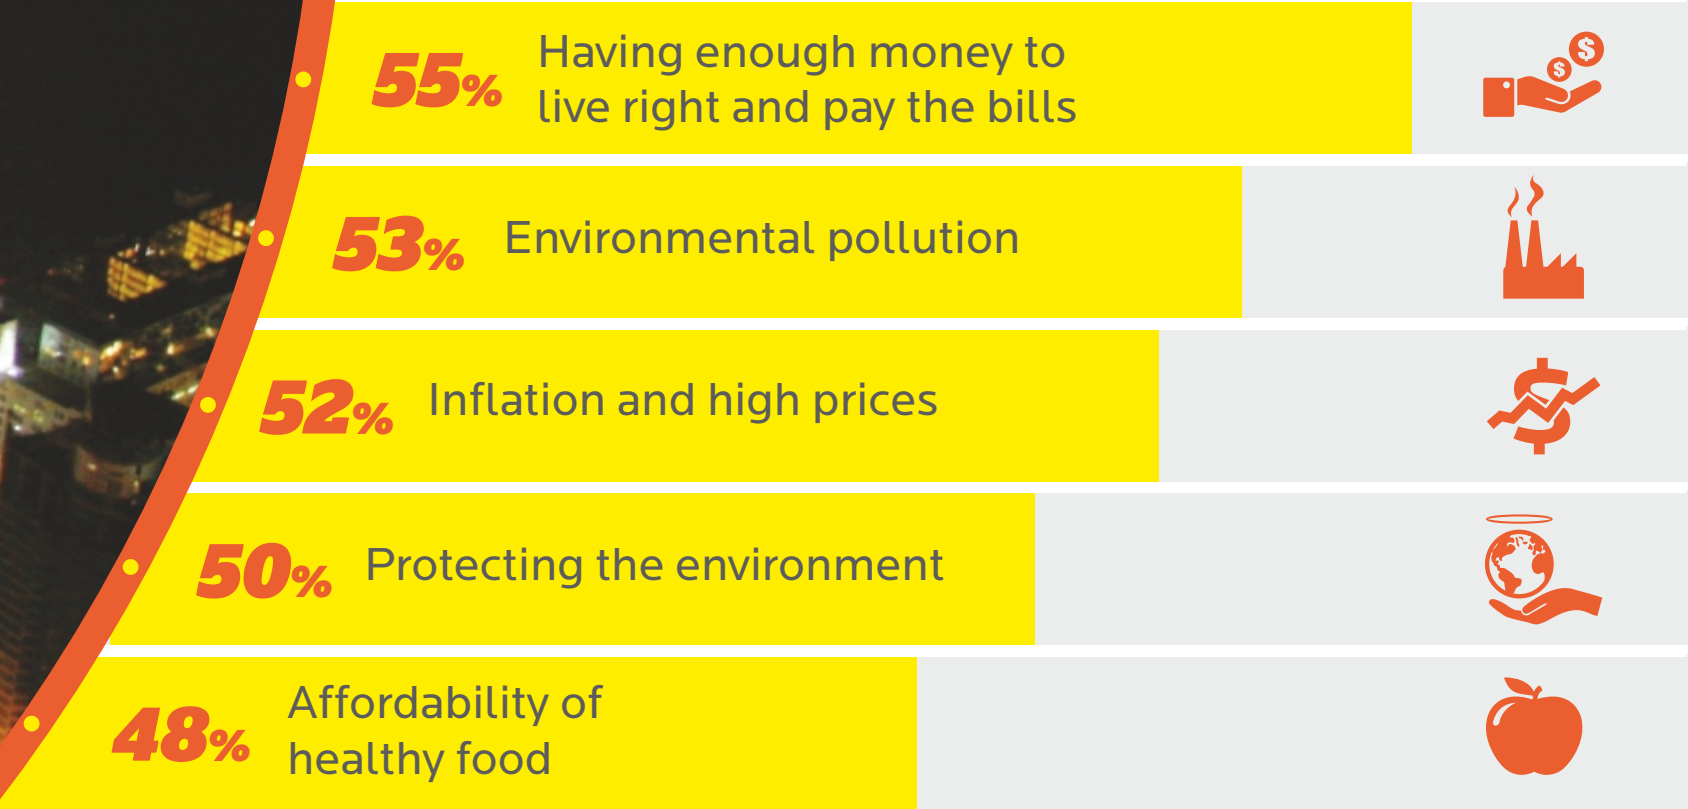 55% Having enough money to
live right and pay the bills
53% Environmental pollution
52% Inflation and high prices
50% Protecting the environment
48% Affordability of
healthy food